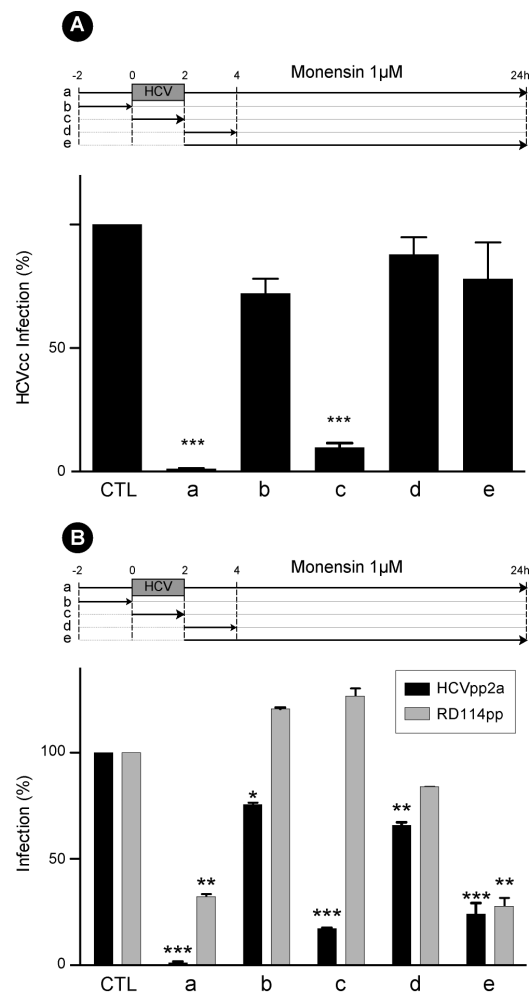 A
Monensin 1µM
-2 0 2 4 24h
a HCV
b
c
d
e
HCVcc Infection (%)
50
0
*** ***
CTL a b c d e
B
Monensin 1µM
-2 0 2 4 24h
a HCV
b
c
d
e
HCVpp2a
RD114pp
Infection (%)
100
50
0
*** ** * *** ** *** **
CTL a b c d e